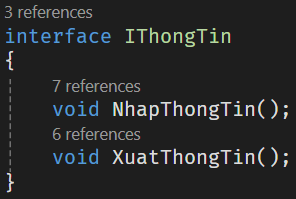 3 references
interface IThongTin
{
7 references
void NhapThongTin();
6 references
void XuatThongTin();
}